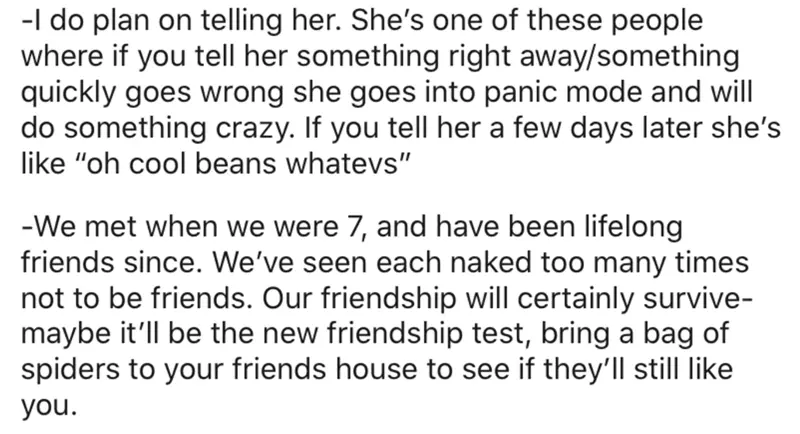 -I do plan on telling her. She’s one of these people
where if you tell her something right away/something
quickly goes wrong she goes into panic mode and will
do something crazy. If you tell her a few days later she’s
like “oh cool beans whatevs”
-We met when we were 7, and have been lifelong
friends since. We’ve seen each naked too many times
not to be friends. Our friendship will certainly survive-
maybe it’ll be the new friendship test, bring a bag of
spiders to your friends house to see if they’ll still like
you.